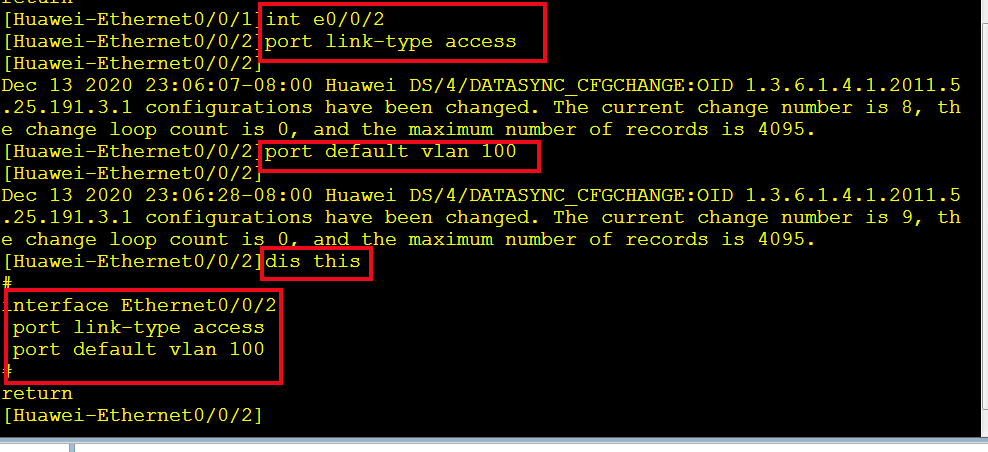 return
[Huawei-Ethernet0/0/1]int e0/0/2
[Huawei-Ethernet0/0/2]port link-type access
[Huawei-Ethernet0/0/2]
Dec 13 2020 23:06:07-08:00 Huawei DS/4/DATASYNC_CFGCHANGE:OID 1.3.6.1.4.1.2011.5
.25.191.3.1 configurations have been changed. The current change number is 8, th
e change loop count is 0, and the maximum number of records is 4095.
[Huawei-Ethernet0/0/2]port default vlan 100
[Huawei-Ethernet0/0/2]
Dec 13 2020 23:06:28-08:00 Huawei DS/4/DATASYNC_CFGCHANGE:OID 1.3.6.1.4.1.2011.5
.25.191.3.1 configurations have been changed. The current change number is 9, th
e change loop count is 0, and the maximum number of records is 4095.
[Huawei-Ethernet0/0/2]dis this
#
interface Ethernet0/0/2
port link-type access
port default vlan 100
#
return
[Huawei-Ethernet0/0/2]